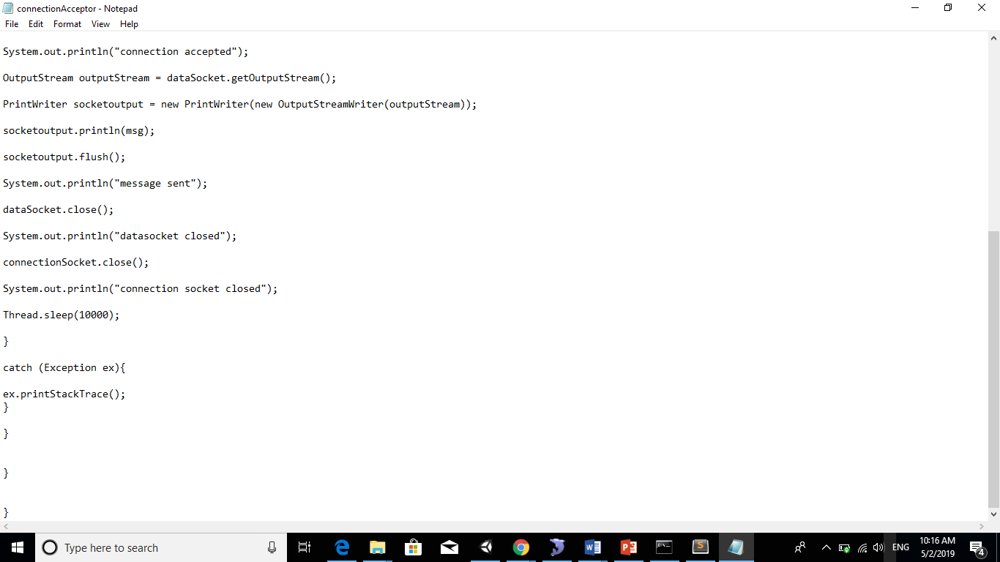 connectionAcceptor - Notepad
File Edit Format View Help
System.out.println("connection accepted");
OutputStream outputStream = dataSocket.getOutputStream();
PrintWriter socketoutput = new PrintWriter(new OutputStreamWriter(outputStream));
socketoutput.println(msg);
socketoutput.flush();
System.out.println("message sent");
dataSocket.close();
System.out.println("datasocket closed");
connectionSocket.close();
System.out.println("connection socket closed");
Thread.sleep(10000);
}
catch (Exception ex){
ex.printStackTrace();
}
}
}
}
Type here to search
ENG
10:16 AM
5/2/2019
4